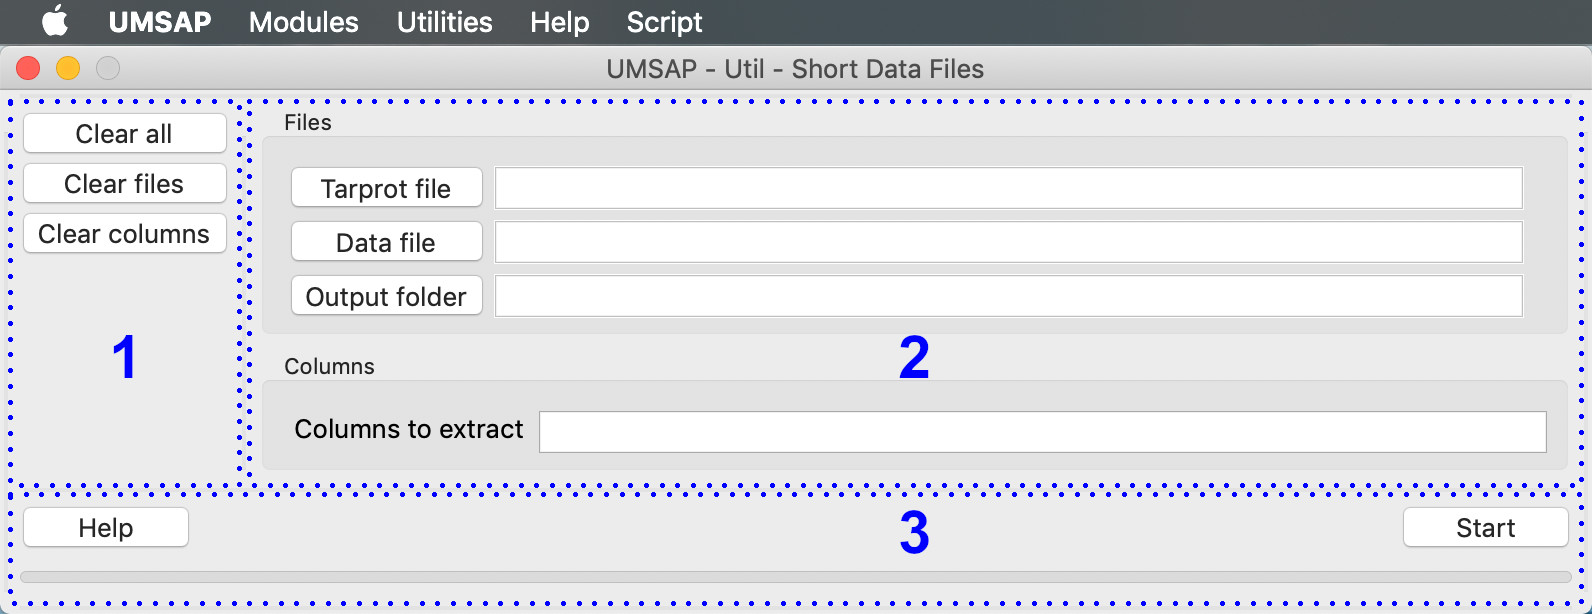 UMSAP Modules Utilities Help Script
UMSAP - Util - Short Data Files
Clear all
Clear files
Clear columns
1
Files
Tarprot file
Data file
Output folder
2
Columns
Columns to extract
Help
3
Start